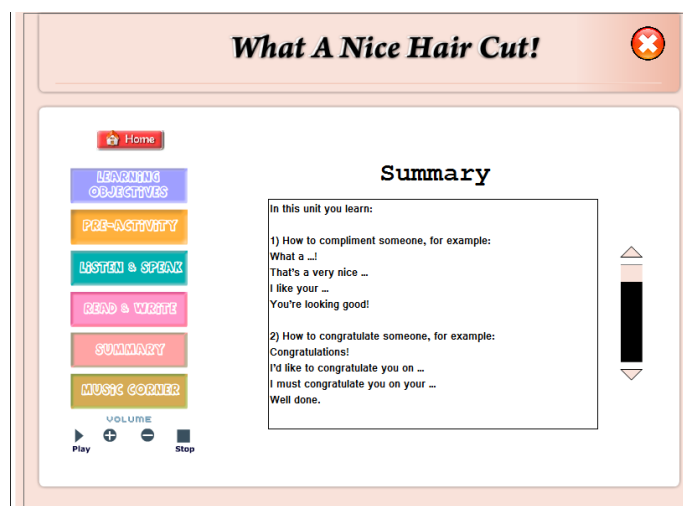 What A Nice Hair Cut!
Home
LEARNING
OBJECTIVES
PRE-ACTIVITY
LISTEN & SPEAK
READ & WRITE
SUMMARY
MUSIC CORNER
VOLUME
Play
Stop
Summary
In this unit you learn:
1) How to compliment someone, for example:
What a ...!
That's a very nice ...
I like your ...
You're looking good!
2) How to congratulate someone, for example:
Congratulations!
I'd like to congratulate you on ...
I must congratulate you on your ...
Well done.